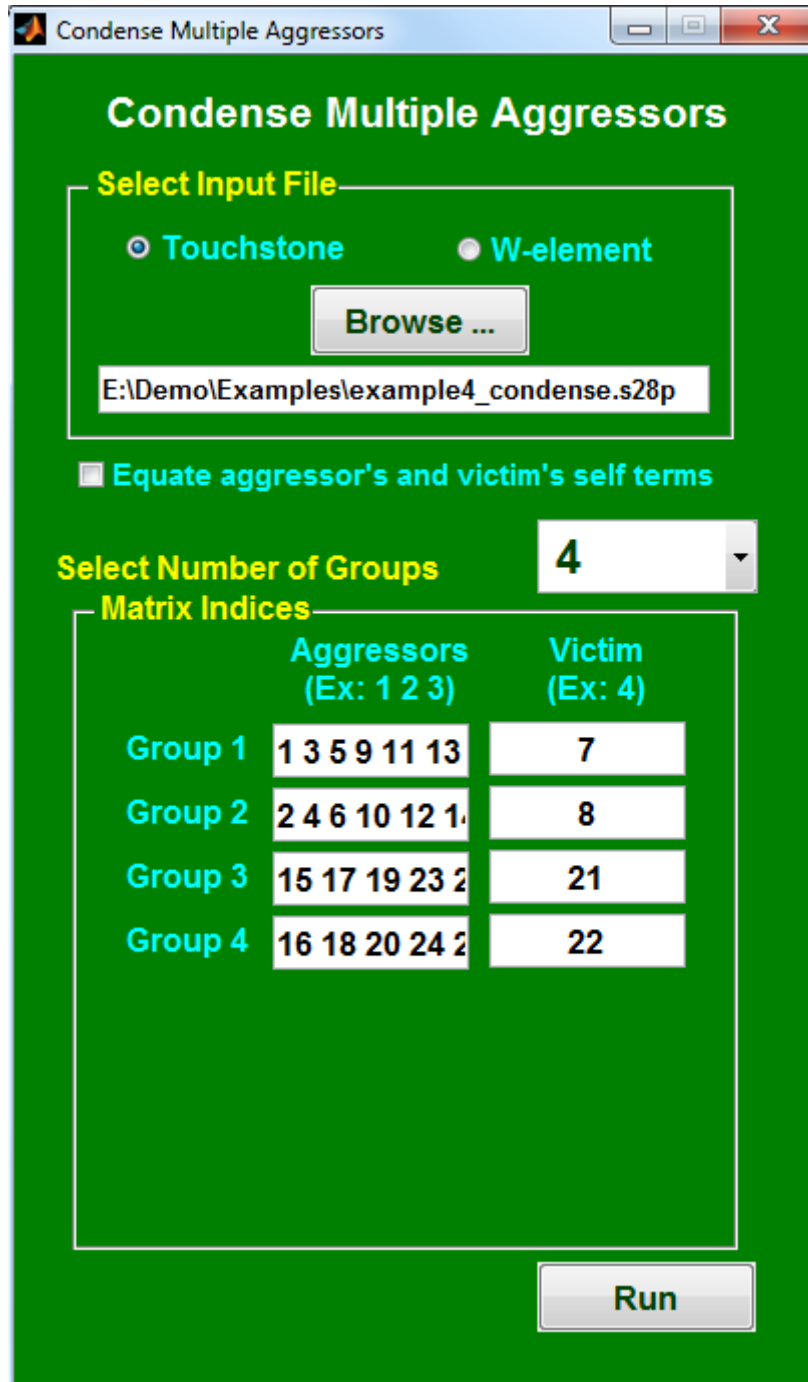 Condense Multiple Aggressors
Condense Multiple Aggressors
Select Input File
Touchstone W-element
Browse ...
E:\Demo\Examples\example4_condense.s28p
Equate aggressor's and victim's self terms
Select Number of Groups 4
Matrix Indices
Aggressors Victim
(Ex: 1 2 3) (Ex: 4)
Group 1 1 3 5 9 11 13 7
Group 2 2 4 6 10 12 8
Group 3 15 17 19 23 21
Group 4 16 18 20 24 22
Run